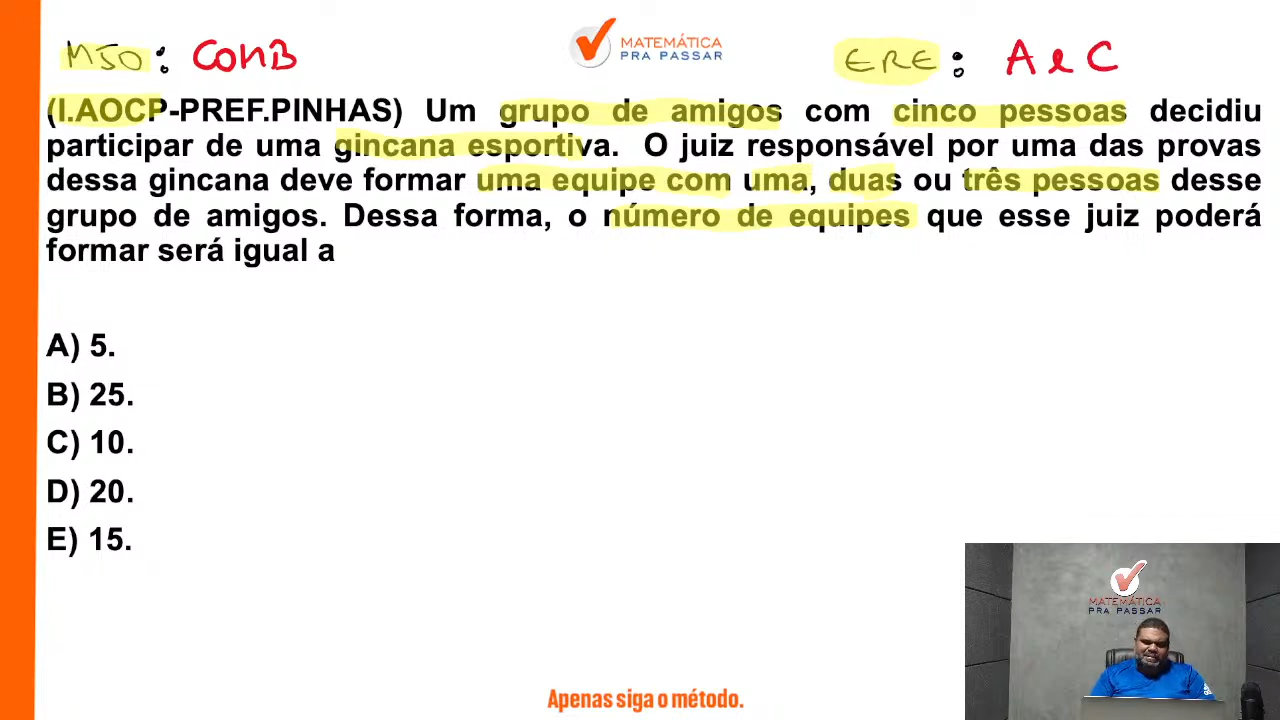 MJO: COMB
MATEMÁTICA
PRA PASSAR
ERE: A e C
(I.AOCP-PREF.PINHAS) Um grupo de amigos com cinco pessoas decidiu
participar de uma gincana esportiva. O juiz responsável por uma das provas
dessa gincana deve formar uma equipe com uma, duas ou três pessoas desse
grupo de amigos. Dessa forma, o número de equipes que esse juiz poderá
formar será igual a
A) 5.
B) 25.
C) 10.
D) 20.
E) 15.
MATEMÁTICA
PRA PASSAR
Apenas siga o método.